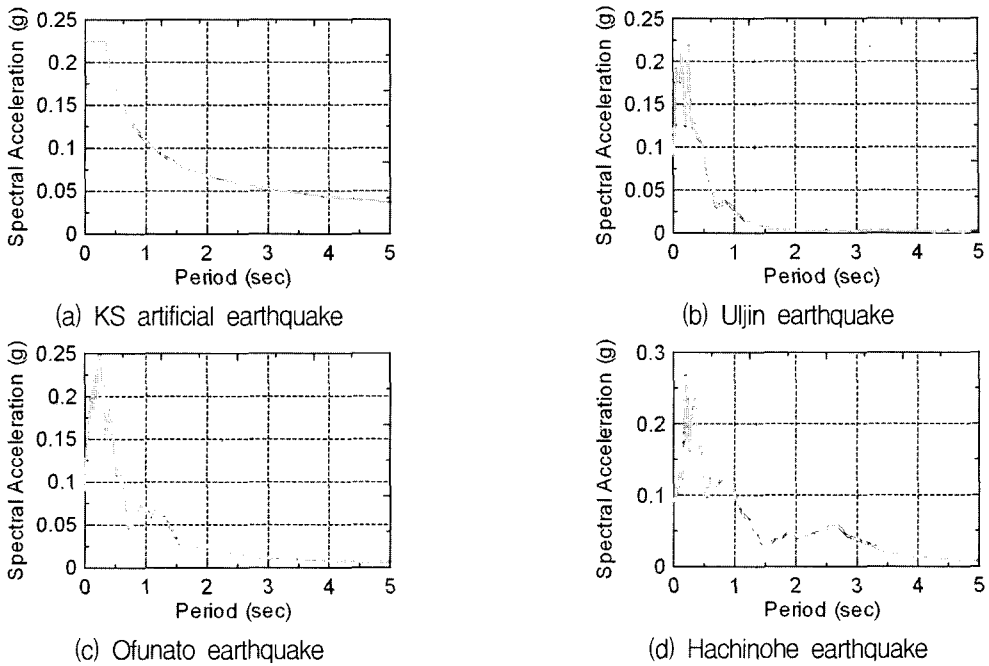 Spectral Acceleration (g)
0.25
0.2
0.15
0.1
0.05
0
0 1 2 3 4 5
Period (sec)
(a) KS artificial earthquake
Spectral Acceleration (g)
0.25
0.2
0.15
0.1
0.05
0
0 1 2 3 4 5
Period (sec)
(b) Uljin earthquake
Spectral Acceleration (g)
0.25
0.2
0.15
0.1
0.05
0
0 1 2 3 4 5
Period (sec)
(c) Ofunato earthquake
Spectral Acceleration (g)
0.3
0.2
0.1
0
0 1 2 3 4 5
Period (sec)
(d) Hachinohe earthquake